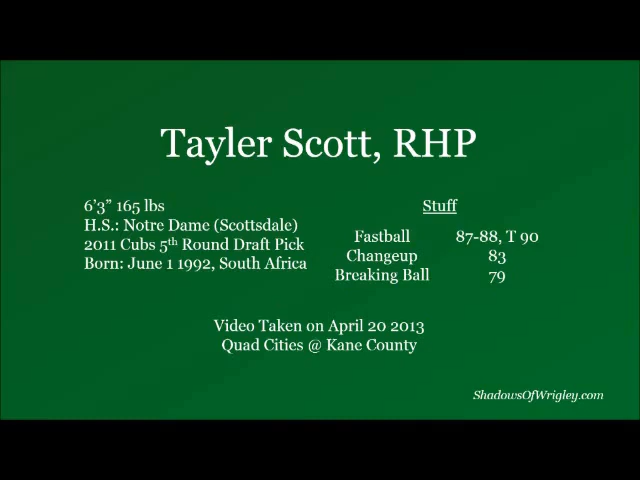 Tayler Scott, RHP
6’3” 165 lbs
H.S.: Notre Dame (Scottsdale)
2011 Cubs 5th Round Draft Pick
Born: June 1 1992, South Africa
Stuff
Fastball 87-88, T 90
Changeup 83
Breaking Ball 79
Video Taken on April 20 2013
Quad Cities @ Kane County
ShadowsOfWrigley.com